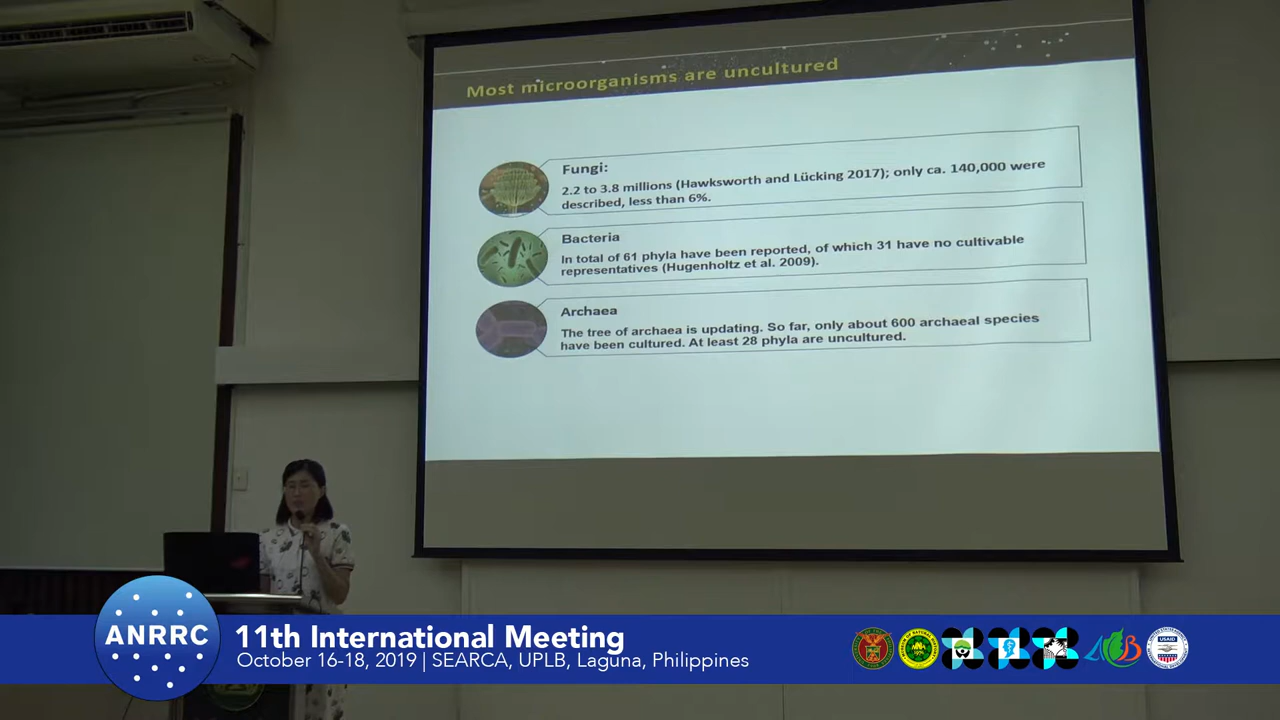 Most microorganisms are uncultured
Fungi:
2.2 to 3.8 millions (Hawksworth and Lücking 2017); only ca. 140,000 were
described, less than 6%.
Bacteria
In total of 61 phyla have been reported, of which 31 have no cultivable
representatives (Hugenholtz et al. 2009).
Archaea
The tree of archaea is updating. So far, only about 600 archaeal species
have been cultured. At least 28 phyla are uncultured.
ANRRC
11th International Meeting
October 16-18, 2019 | SEARCA, UPLB, Laguna, Philippines
USAID